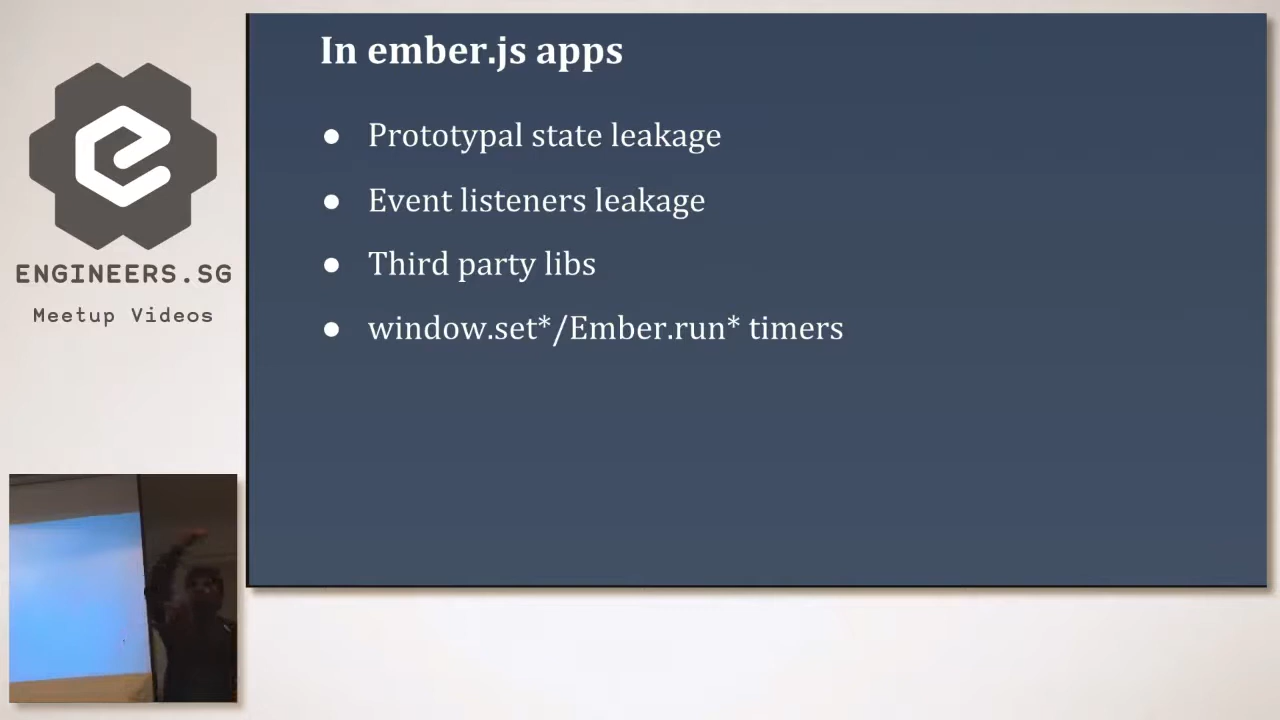 In ember.js apps
● Prototypal state leakage
● Event listeners leakage
● Third party libs
● window.set*/Ember.run* timers
ENGINEERS.SG
Meetup Videos